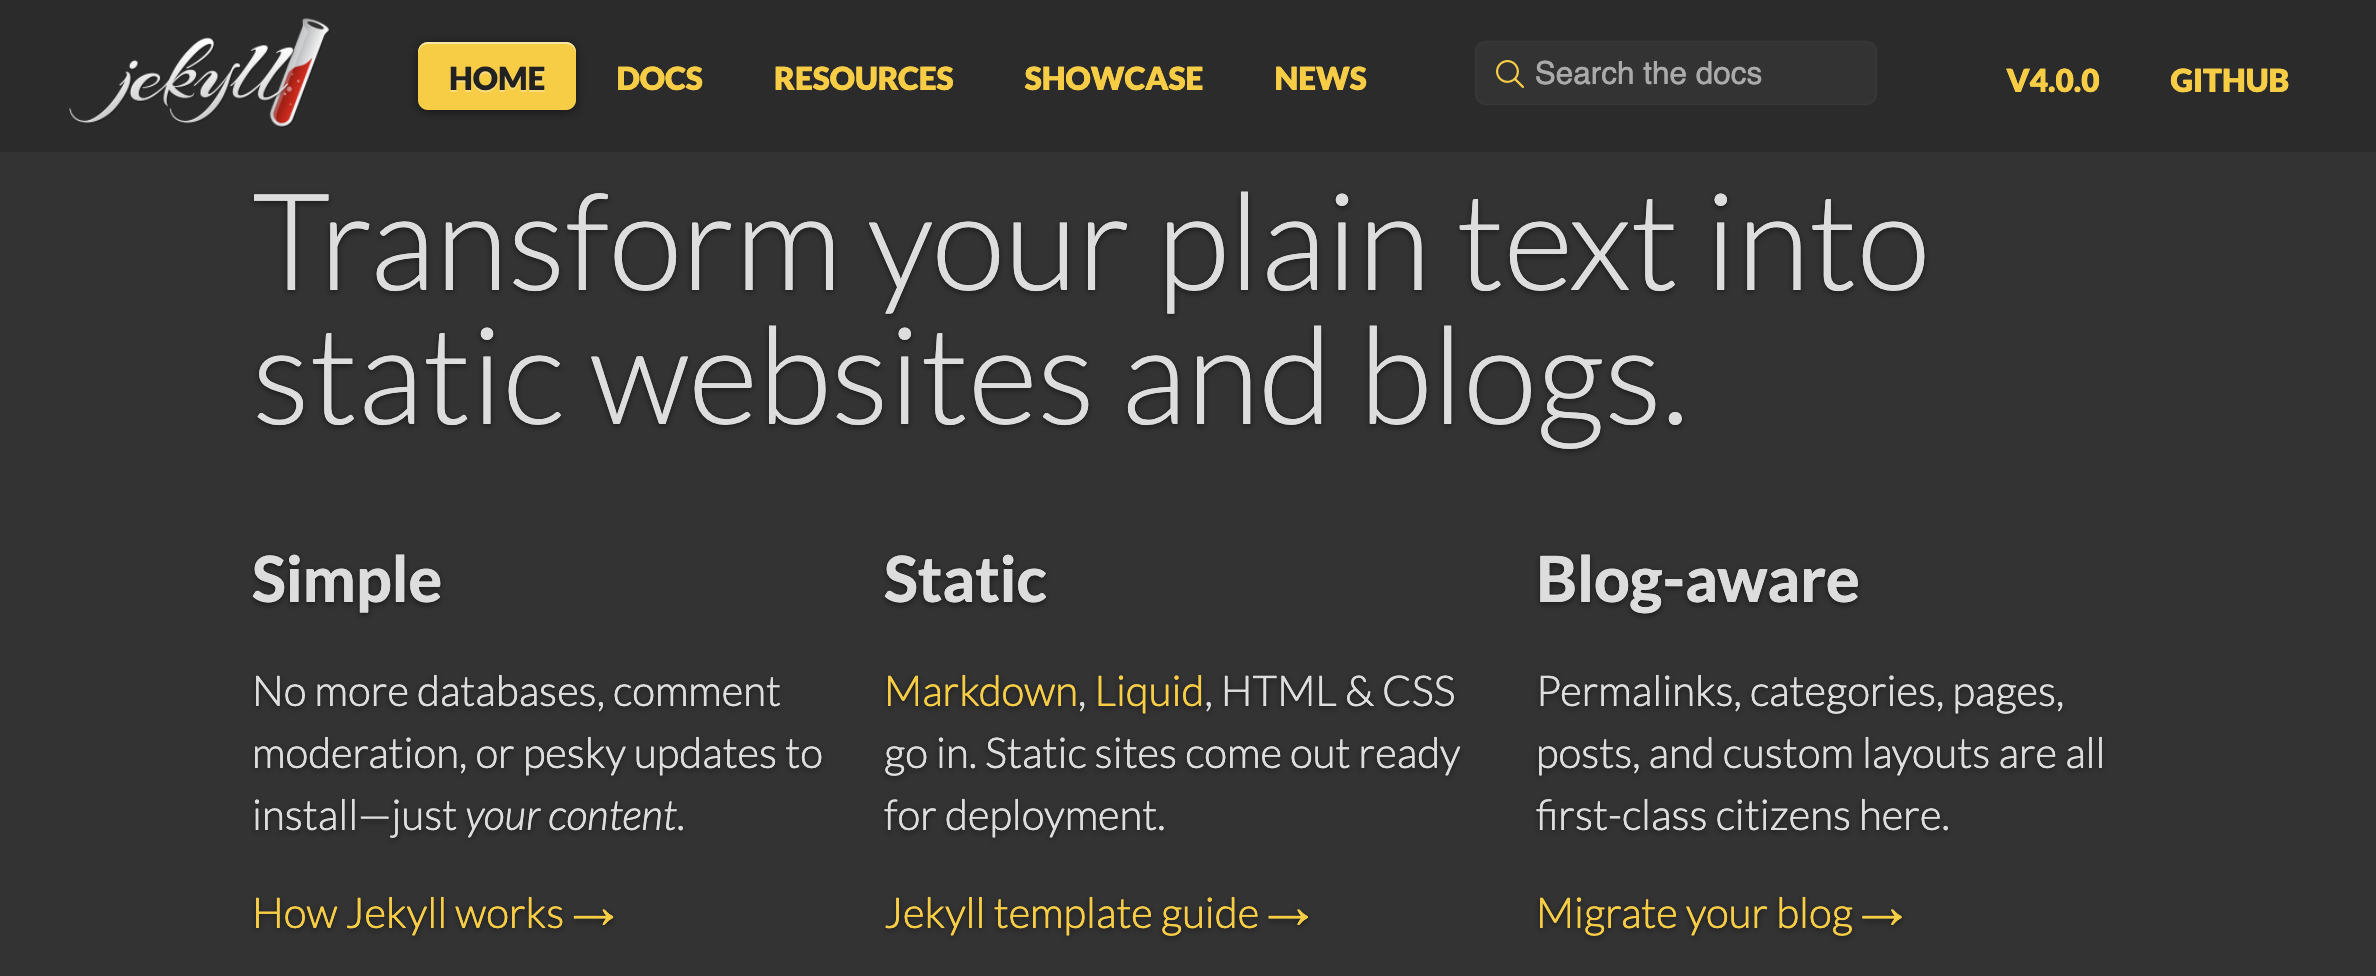 jekyll
HOME DOCS RESOURCES SHOWCASE NEWS Search the docs V4.0.0 GITHUB
Transform your plain text into
static websites and blogs.
Simple
No more databases, comment
moderation, or pesky updates to
install—just your content.
How Jekyll works →
Static
Markdown, Liquid, HTML & CSS
go in. Static sites come out ready
for deployment.
Jekyll template guide →
Blog-aware
Permalinks, categories, pages,
posts, and custom layouts are all
first-class citizens here.
Migrate your blog →